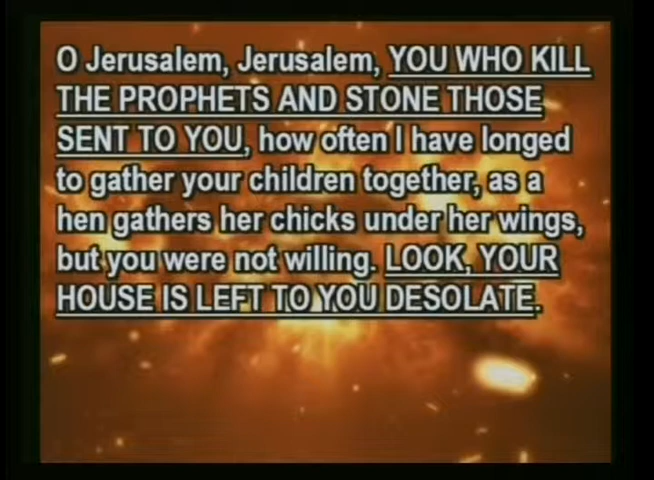 O Jerusalem, Jerusalem, YOU WHO KILL
THE PROPHETS AND STONE THOSE
SENT TO YOU, how often I have longed
to gather your children together, as a
hen gathers her chicks under her wings,
but you were not willing. LOOK, YOUR
HOUSE IS LEFT TO YOU DESOLATE.